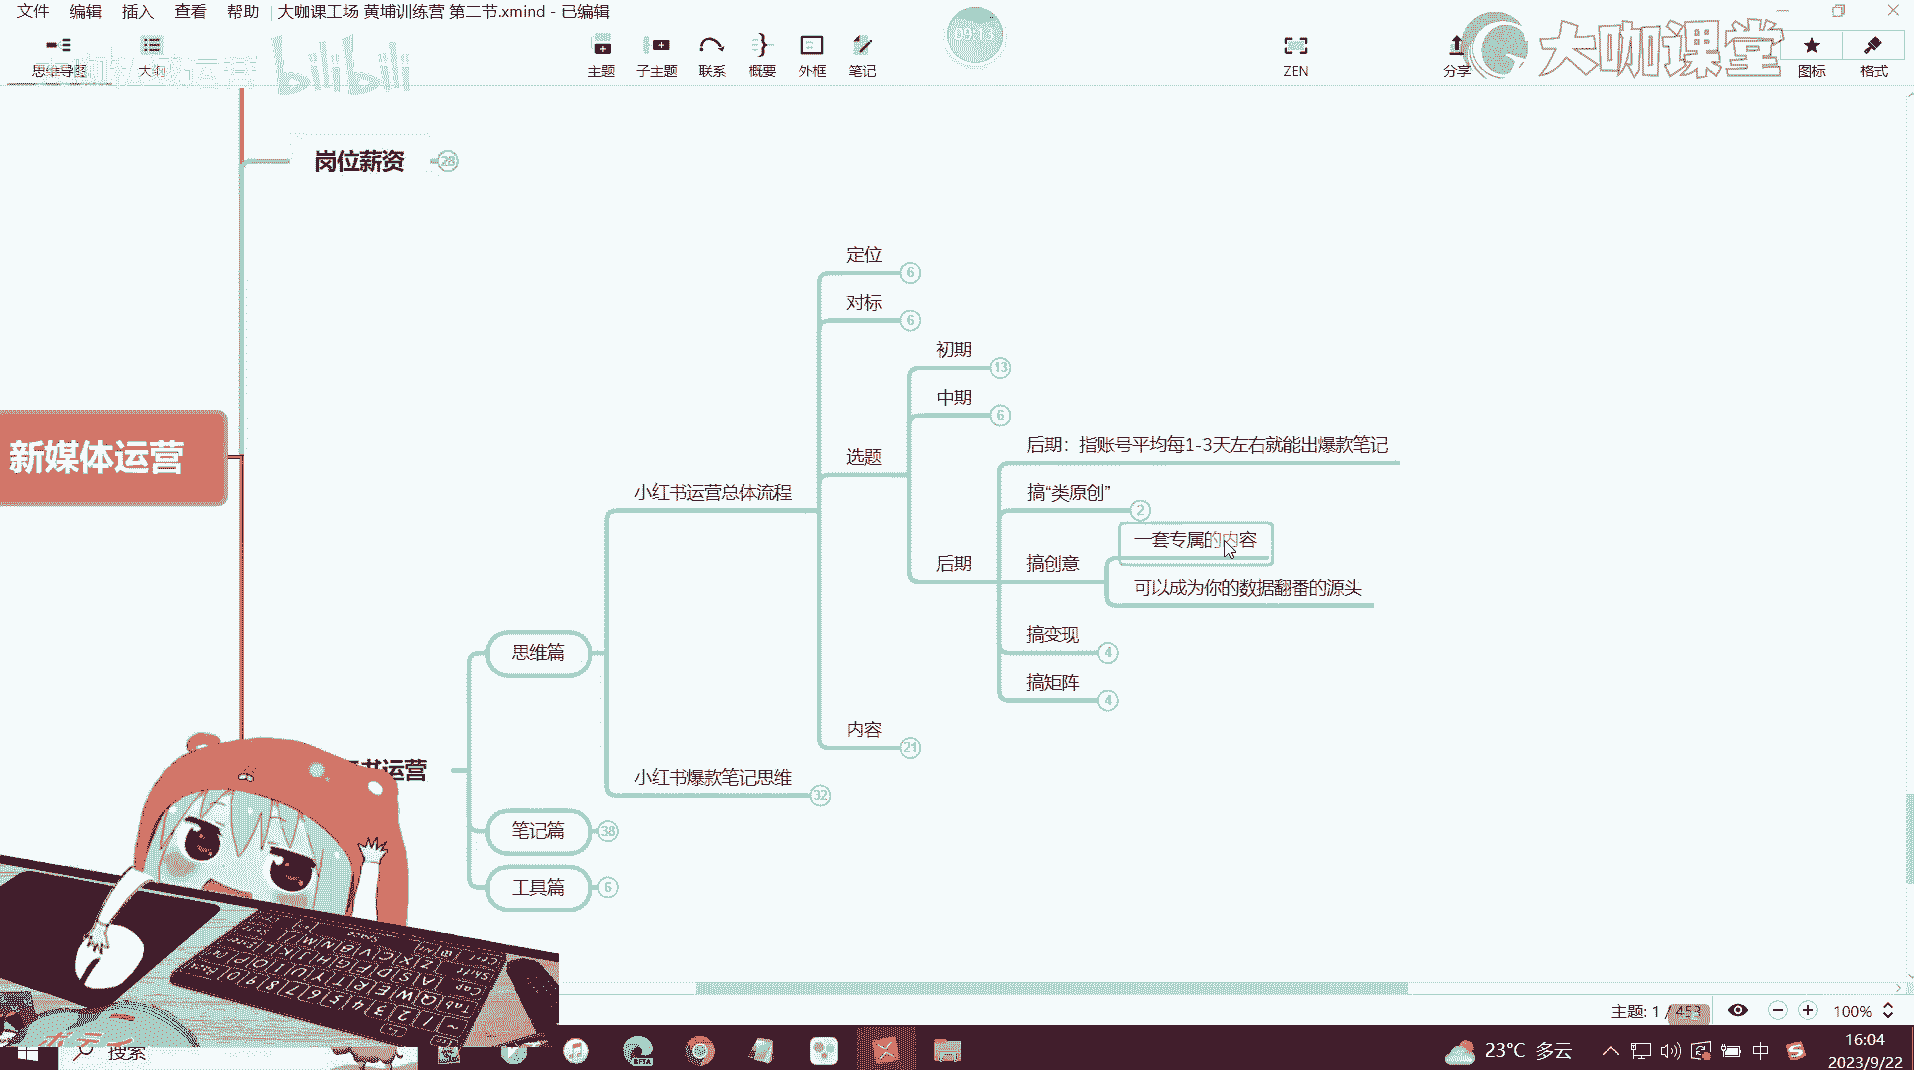 文件 编辑 插入 查看 帮助 大咖课工场 黄埔训练营 第二节.xmind - 已编辑
思维导图 大纲 主题 子主题 联系 概要 外框 笔记 ZEN 分享 图标 格式
bilibili
09:13
大咖课堂
岗位薪资 28
定位 6
对标 6
初期 13
中期 6
后期：指账号平均每1-3天左右就能出爆款笔记
新媒体运营
选题
小红书运营总体流程
搞“类原创” 2
一套专属的内容
后期
搞创意
可以成为你的数据翻番的源头
搞变现 4
思维篇
搞矩阵 4
内容 21
书运营
小红书爆款笔记思维 32
笔记篇 38
工具篇 6
主题: 1 / 453 100%
搜索
BETA
23°C 多云
中
16:04
2023/9/22